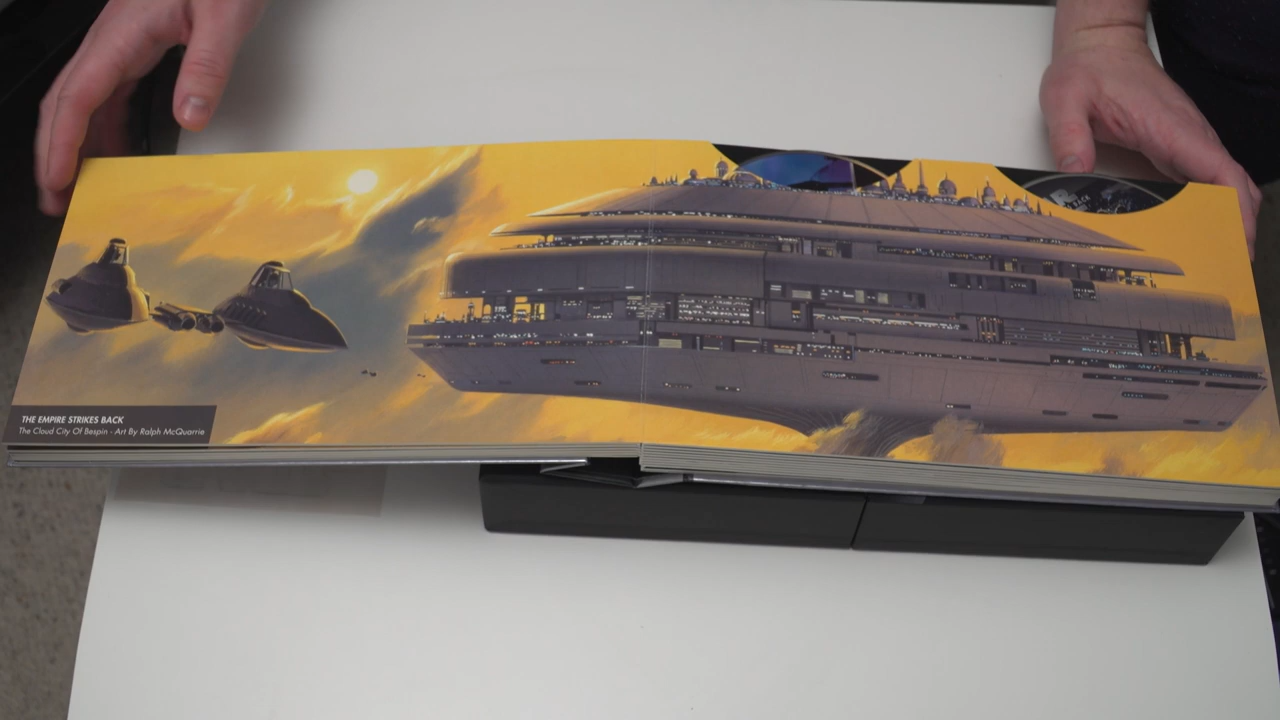 THE EMPIRE STRIKES BACK
The Cloud City Of Bespin - Art By Ralph McQuarrie